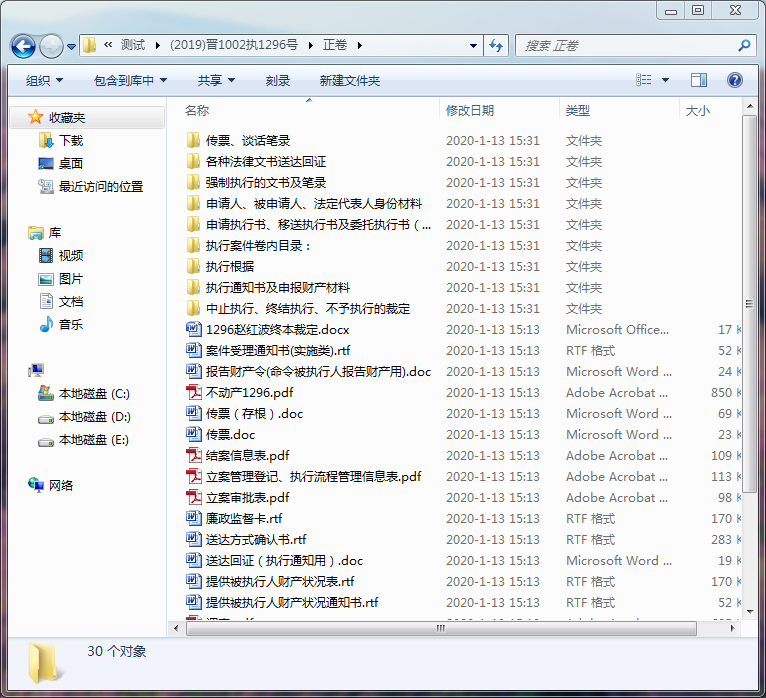 « 测试 (2019)晋1002执1296号 正卷
搜索 正卷
组织 包含到库中 共享 刻录 新建文件夹
收藏夹
下载
桌面
最近访问的位置
库
视频
图片
文档
音乐
本地磁盘 (C:)
本地磁盘 (D:)
本地磁盘 (E:)
网络
名称 修改日期 类型 大小
传票、谈话笔录 2020-1-13 15:31 文件夹
各种法律文书送达回证 2020-1-13 15:31 文件夹
强制执行的文书及笔录 2020-1-13 15:31 文件夹
申请人、被申请人、法定代表人身份材料 2020-1-13 15:31 文件夹
申请执行书、移送执行书及委托执行书（... 2020-1-13 15:31 文件夹
执行案件卷内目录： 2020-1-13 15:31 文件夹
执行根据 2020-1-13 15:31 文件夹
执行通知书及申报财产材料 2020-1-13 15:31 文件夹
中止执行、终结执行、不予执行的裁定 2020-1-13 15:31 文件夹
1296赵红波终本裁定.docx 2020-1-13 15:13 Microsoft Office... 17 K
案件受理通知书(实施类).rtf 2020-1-13 15:13 RTF 格式 52 K
报告财产令(命令被执行人报告财产用).doc 2020-1-13 15:13 Microsoft Word ... 24 K
不动产1296.pdf 2020-1-13 15:13 Adobe Acrobat ... 850 K
传票（存根）.doc 2020-1-13 15:13 Microsoft Word ... 69 K
传票.doc 2020-1-13 15:13 Microsoft Word ... 23 K
结案信息表.pdf 2020-1-13 15:13 Adobe Acrobat ... 109 K
立案管理登记、执行流程管理信息表.pdf 2020-1-13 15:13 Adobe Acrobat ... 113 K
立案审批表.pdf 2020-1-13 15:13 Adobe Acrobat ... 98 K
廉政监督卡.rtf 2020-1-13 15:13 RTF 格式 170 K
送达方式确认书.rtf 2020-1-13 15:13 RTF 格式 283 K
送达回证（执行通知用）.doc 2020-1-13 15:13 Microsoft Word ... 19 K
提供被执行人财产状况表.rtf 2020-1-13 15:13 RTF 格式 170 K
提供被执行人财产状况通知书.rtf 2020-1-13 15:13 RTF 格式 52 K
30 个对象